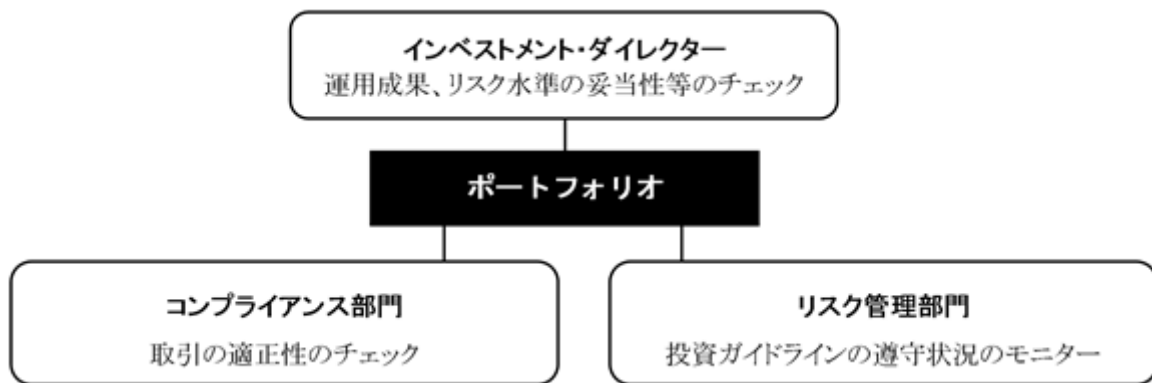 インベストメント・ダイレクター
運用成果、リスク水準の妥当性等のチェック
ポートフォリオ
コンプライアンス部門
取引の適正性のチェック
リスク管理部門
投資ガイドラインの遵守状況のモニター